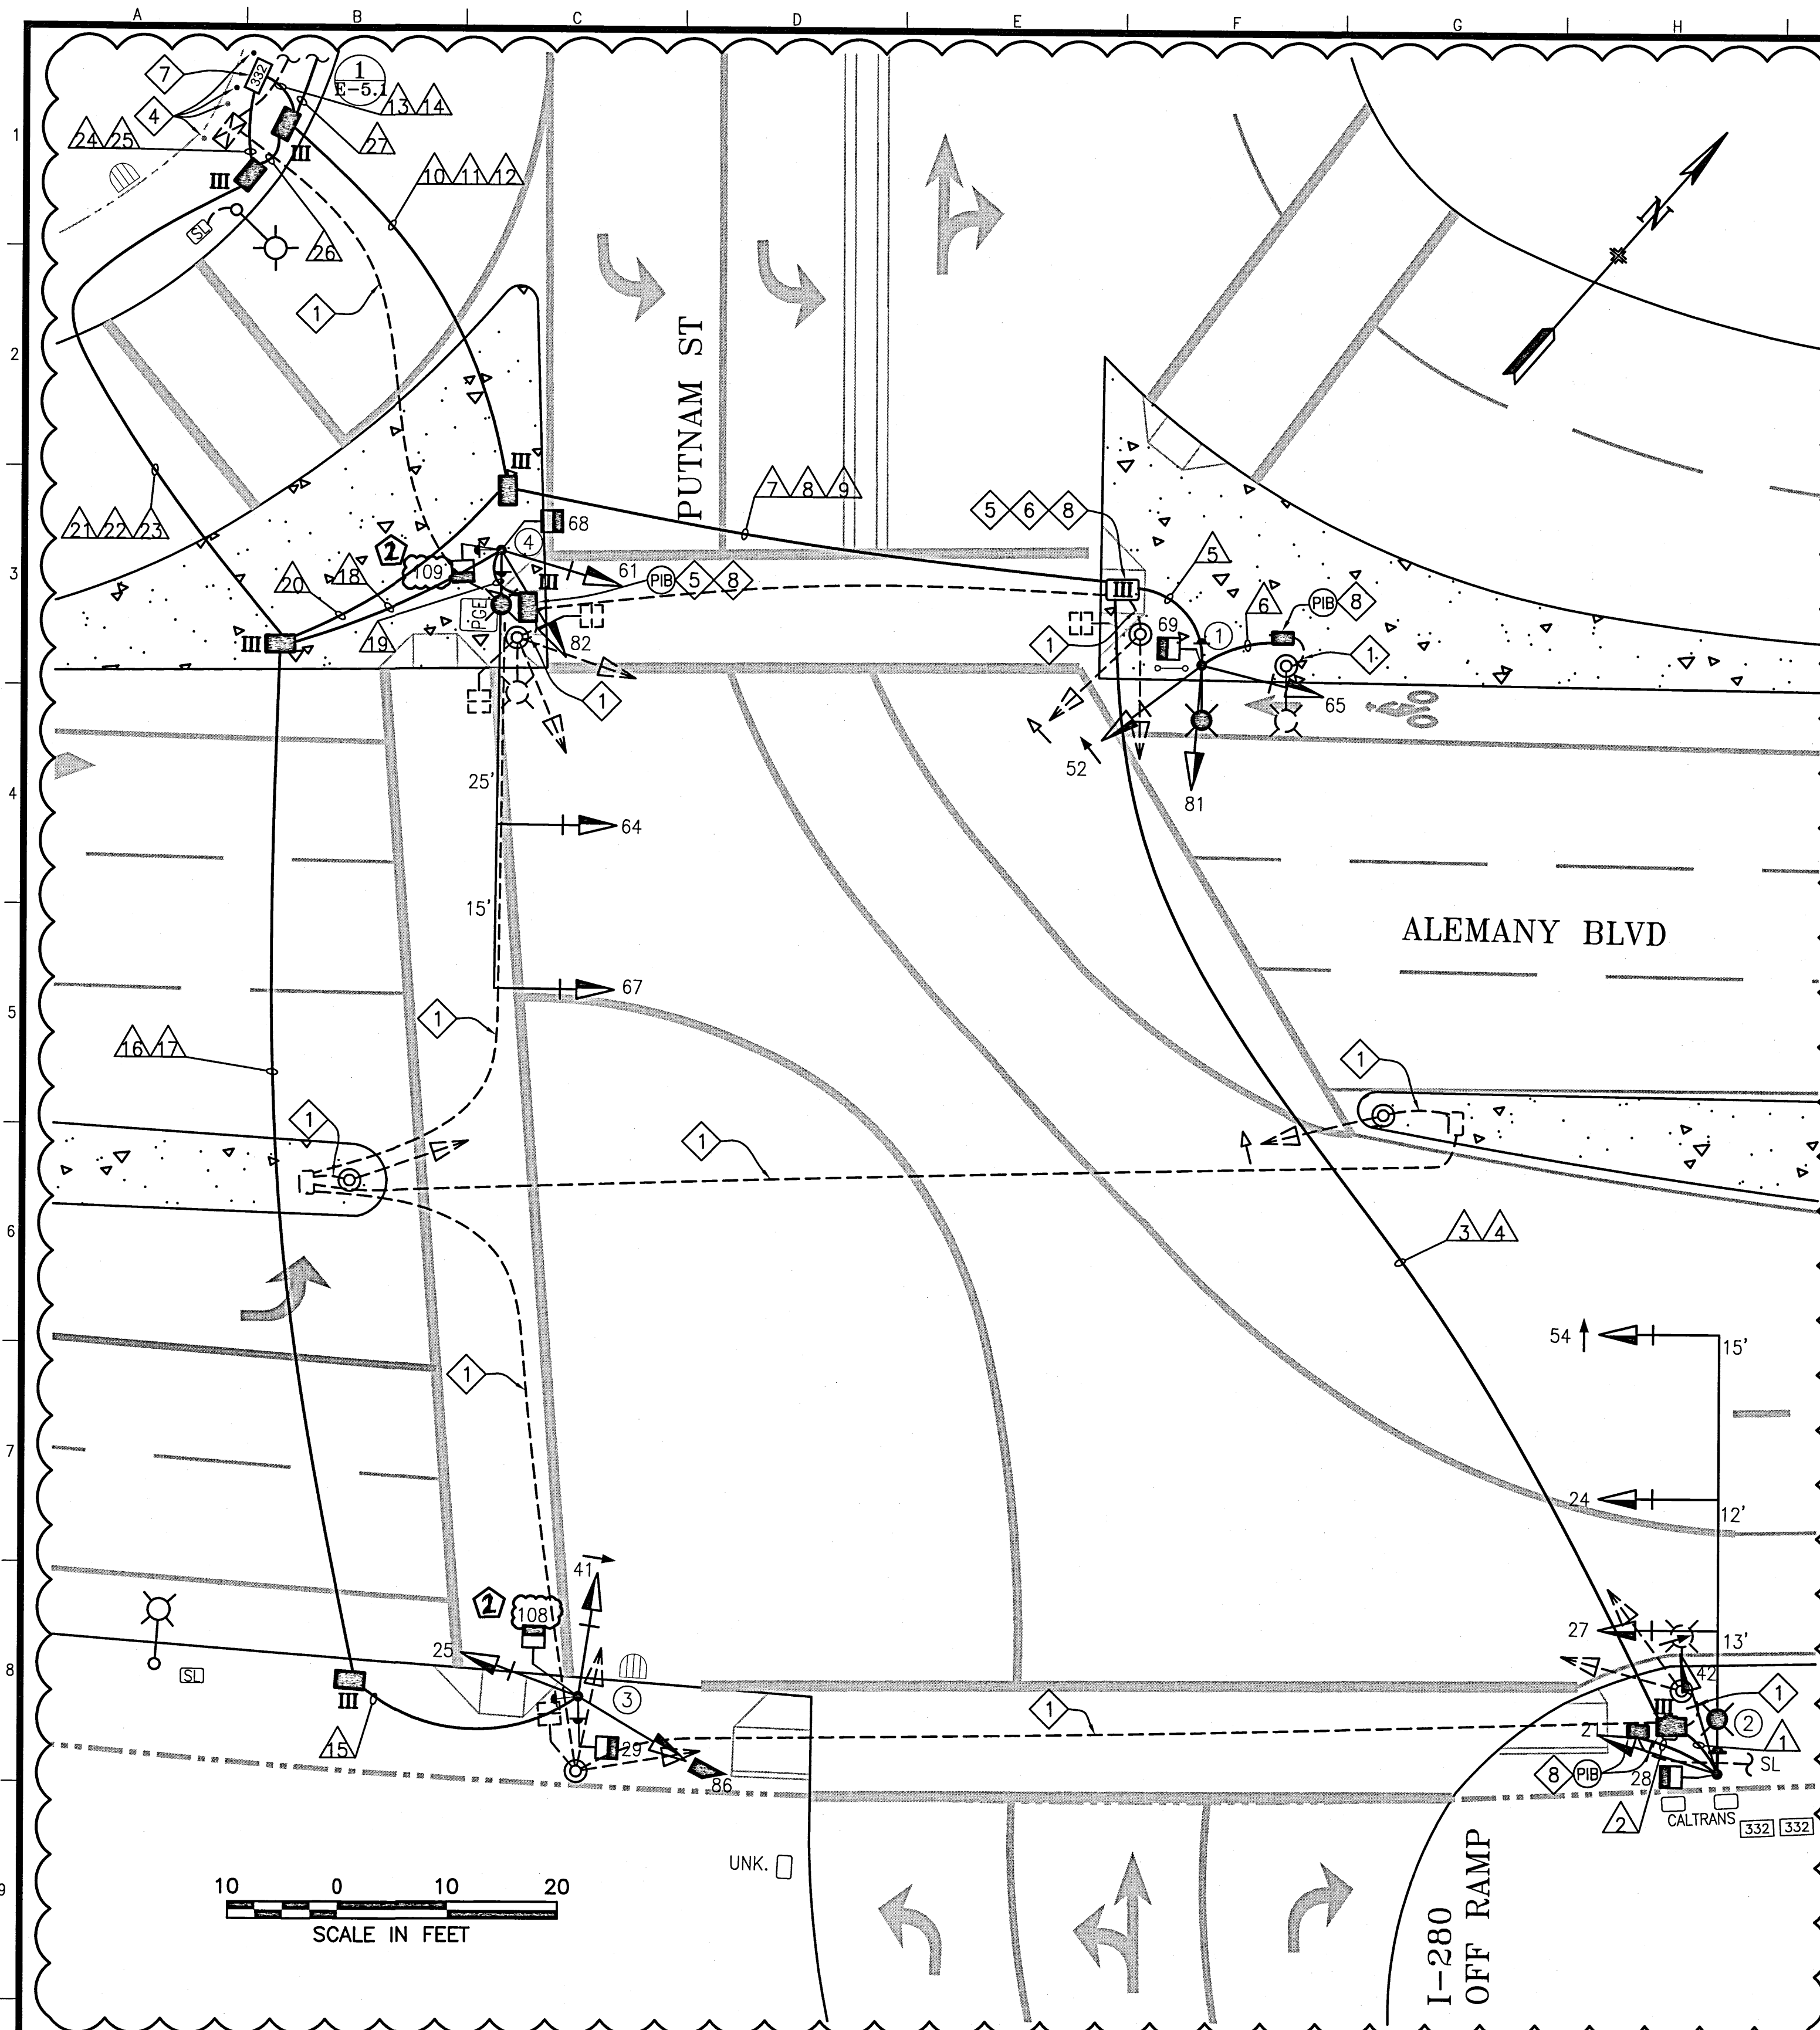 A B C D E F G H
1
2
3
4
5
6
7
8
9
7
332
1
E-5.1
13 14
4
24 25
27
III
III
10 11 12
SL
26
1
N
PUTNAM ST
III
7 8 9
21 22 23
68
5 6 8
2
109
4
5
20 18
III
61
PIB 5 8
III
6
PIB 8
PGE
69
1
III
19
82
1
1
1
65
52
81
25'
64
15'
ALEMANY BLVD
67
1
16 17
1
1
1
3 4
54
15'
1
24
12'
41
2
108
27
13'
25
SL
III
3
42
1
1
III
2
21
1
15
29
86
8 PIB
28
SL
2
CALTRANS
332 332
UNK.
10 0 10 20
SCALE IN FEET
I-280
OFF RAMP